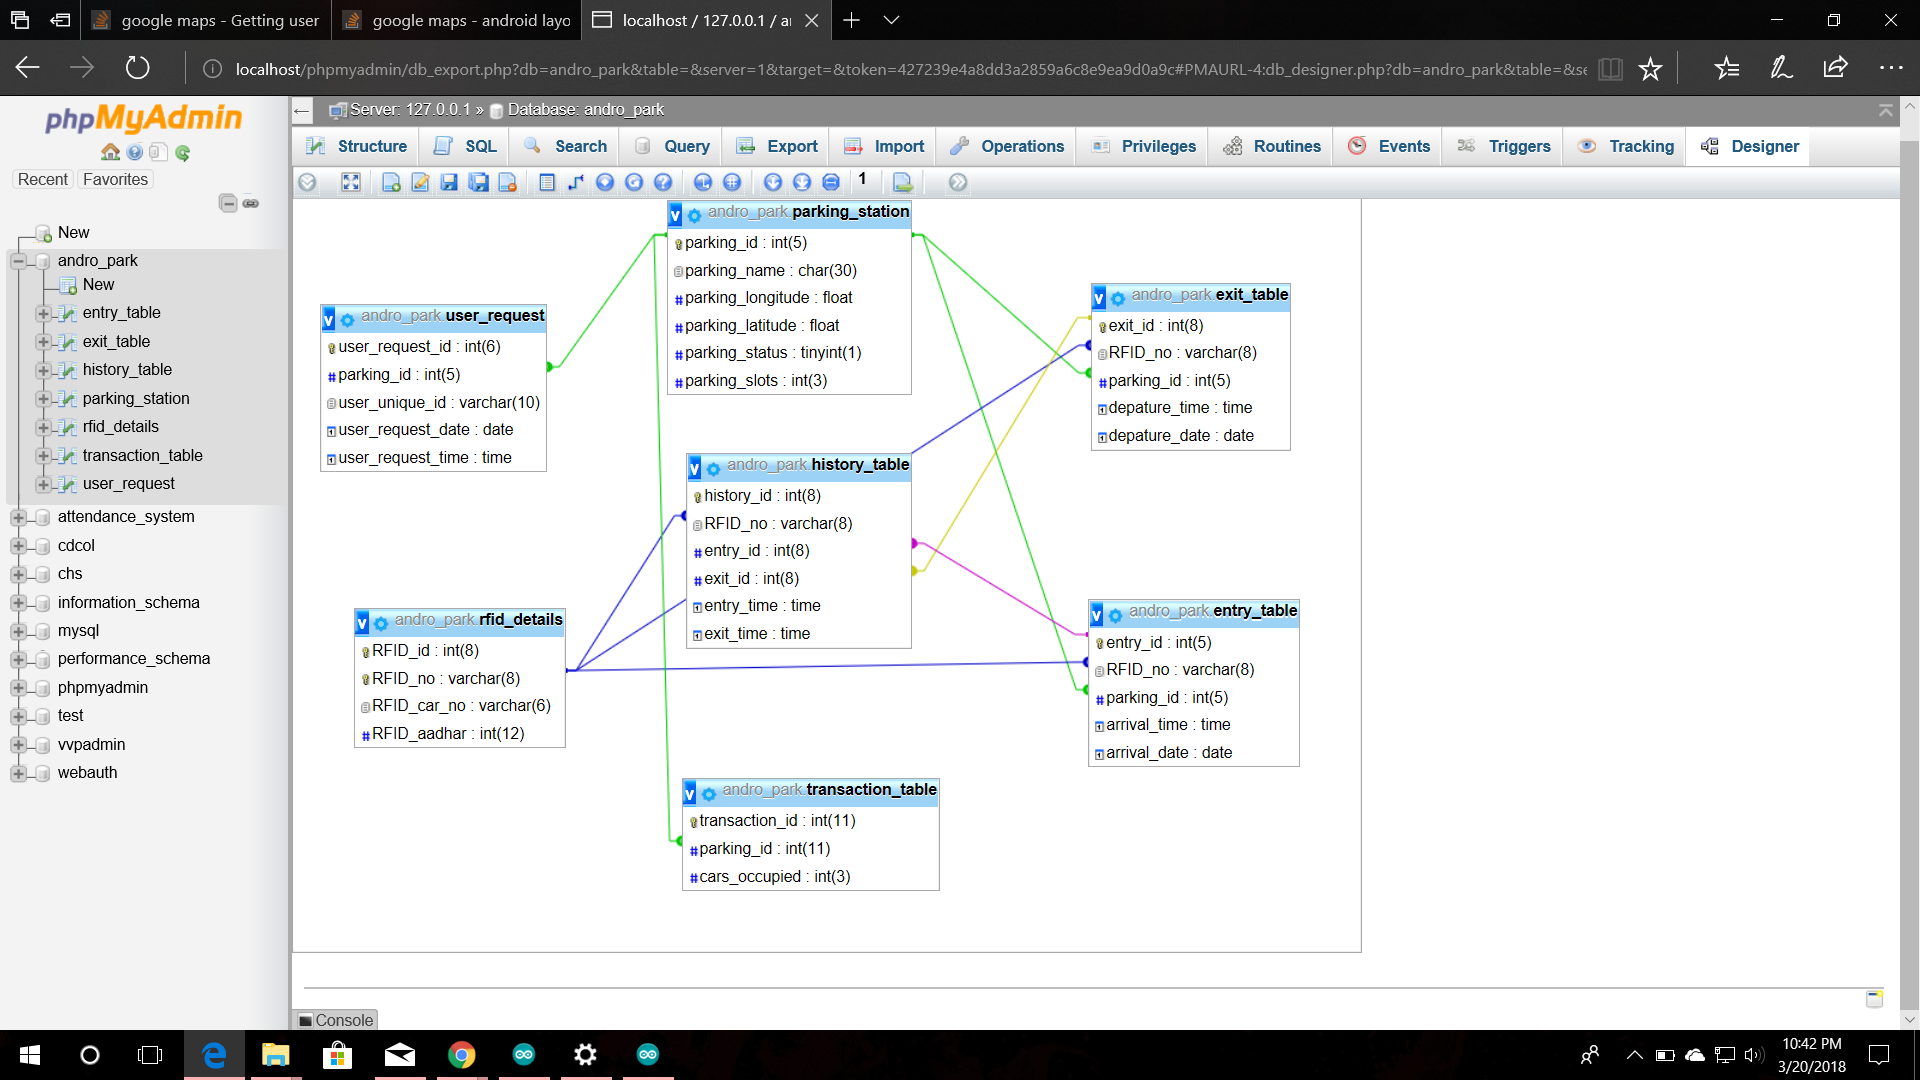 google maps - Getting user
google maps - android layo
localhost / 127.0.0.1 / a
localhost/phpmyadmin/db_export.php?db=andro_park&table=&server=1&target=&token=427239e4a8dd3a2859a6c8e9ea9d0a9c#PMAURL-4:db_designer.php?db=andro_park&table=&se
phpMyAdmin
Recent Favorites
New
andro_park
New
entry_table
exit_table
history_table
parking_station
rfid_details
transaction_table
user_request
attendance_system
cdcol
chs
information_schema
mysql
performance_schema
phpmyadmin
test
vvpadmin
webauth
Server: 127.0.0.1 » Database: andro_park
Structure SQL Search Query Export Import Operations Privileges Routines Events Triggers Tracking Designer
1
andro_park.parking_station
parking_id : int(5)
parking_name : char(30)
parking_longitude : float
parking_latitude : float
parking_status : tinyint(1)
parking_slots : int(3)
andro_park.user_request
user_request_id : int(6)
parking_id : int(5)
user_unique_id : varchar(10)
user_request_date : date
user_request_time : time
andro_park.exit_table
exit_id : int(8)
RFID_no : varchar(8)
parking_id : int(5)
depature_time : time
depature_date : date
andro_park.history_table
history_id : int(8)
RFID_no : varchar(8)
entry_id : int(8)
exit_id : int(8)
entry_time : time
exit_time : time
andro_park.rfid_details
RFID_id : int(8)
RFID_no : varchar(8)
RFID_car_no : varchar(6)
RFID_aadhar : int(12)
andro_park.entry_table
entry_id : int(5)
RFID_no : varchar(8)
parking_id : int(5)
arrival_time : time
arrival_date : date
andro_park.transaction_table
transaction_id : int(11)
parking_id : int(11)
cars_occupied : int(3)
Console
10:42 PM
3/20/2018